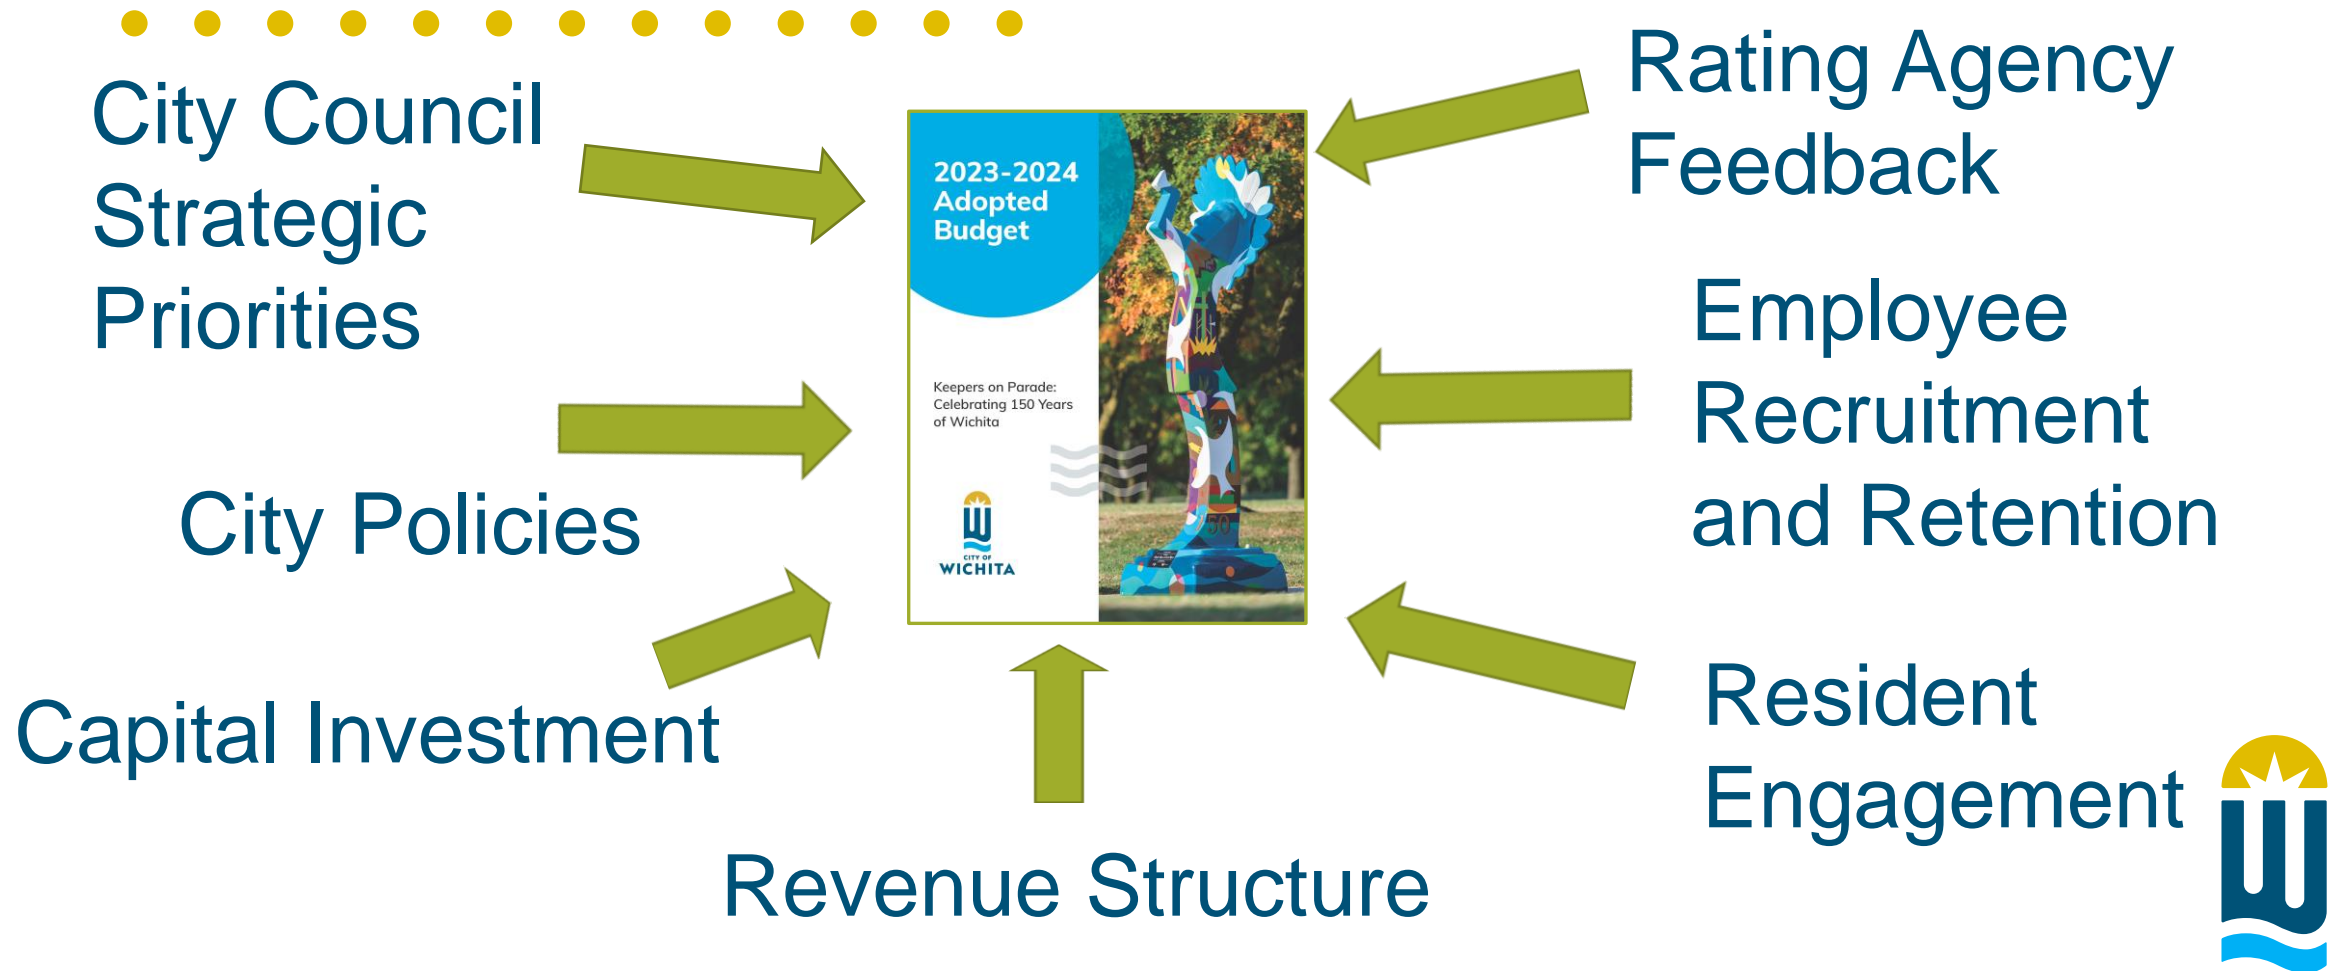 City Council
Strategic
Priorities
City Policies
Capital Investment
Revenue Structure
2023-2024
Adopted
Budget
Keepers on Parade:
Celebrating 150 Years
of Wichita
CITY OF
WICHITA
50
Rating Agency
Feedback
Employee
Recruitment
and Retention
Resident
Engagement